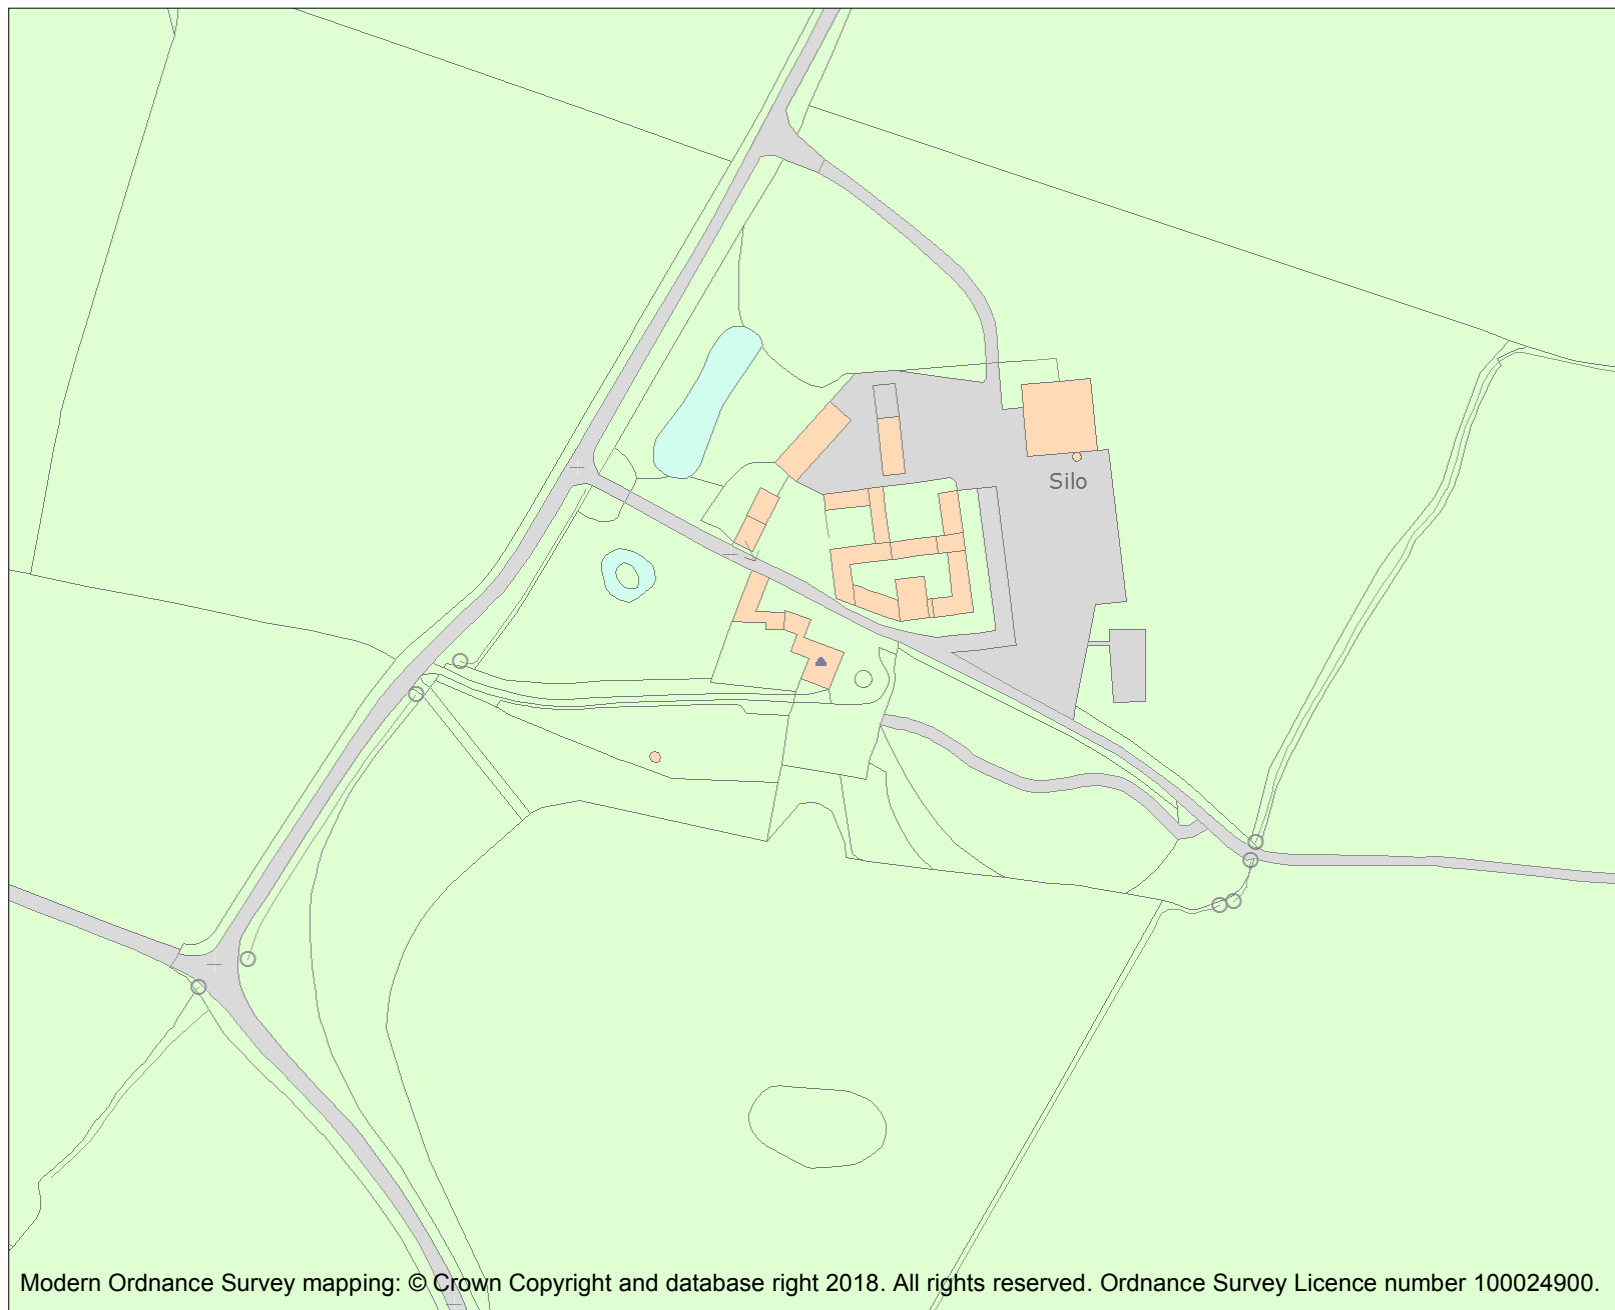 Silo
Modern Ordnance Survey mapping: © Crown Copyright and database right 2018. All rights reserved. Ordnance Survey Licence number 100024900.